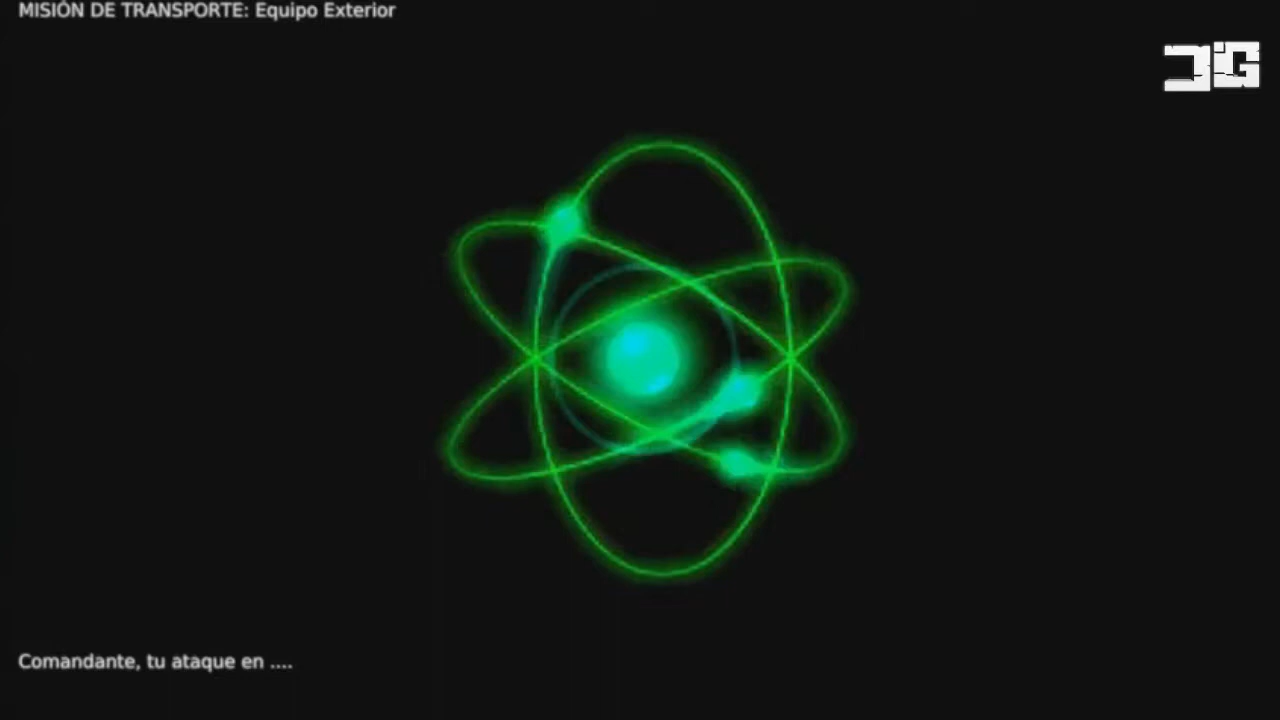 MISIÓN DE TRANSPORTE: Equipo Exterior
Comandante, tu ataque en ....